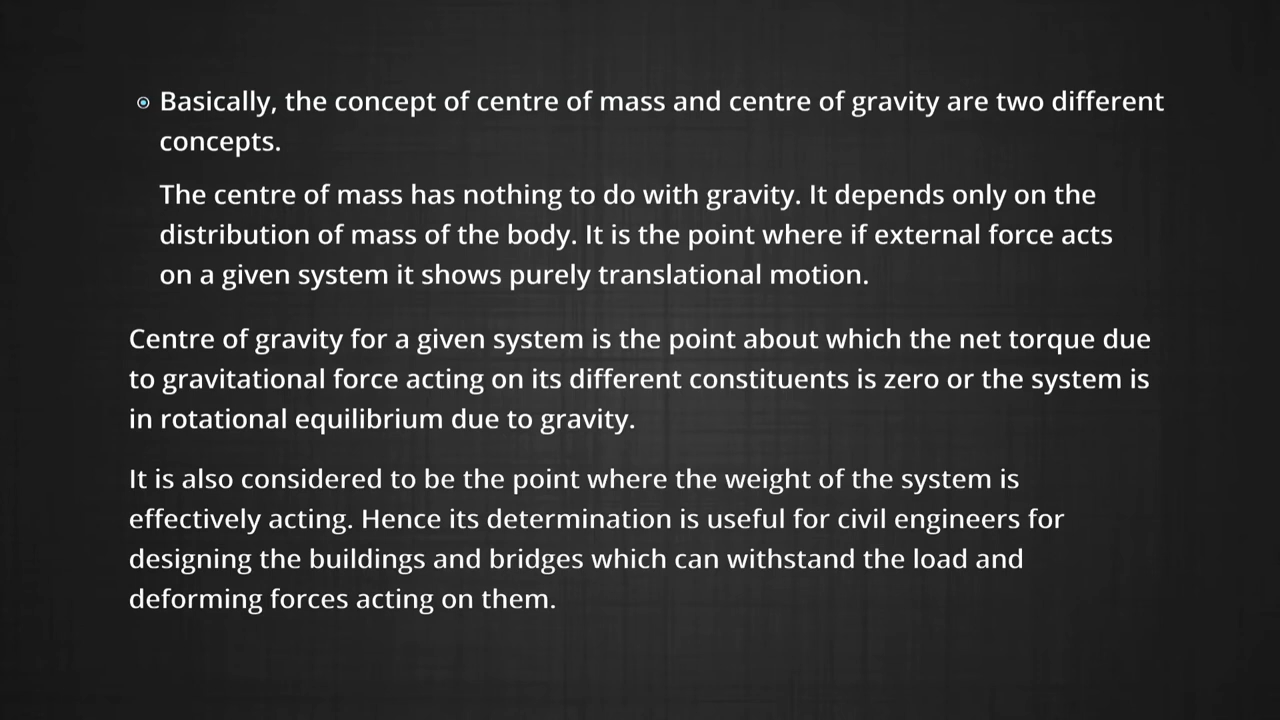 Basically, the concept of centre of mass and centre of gravity are two different
concepts.
The centre of mass has nothing to do with gravity. It depends only on the
distribution of mass of the body. It is the point where if external force acts
on a given system it shows purely translational motion.
Centre of gravity for a given system is the point about which the net torque due
to gravitational force acting on its different constituents is zero or the system is
in rotational equilibrium due to gravity.
It is also considered to be the point where the weight of the system is
effectively acting. Hence its determination is useful for civil engineers for
designing the buildings and bridges which can withstand the load and
deforming forces acting on them.